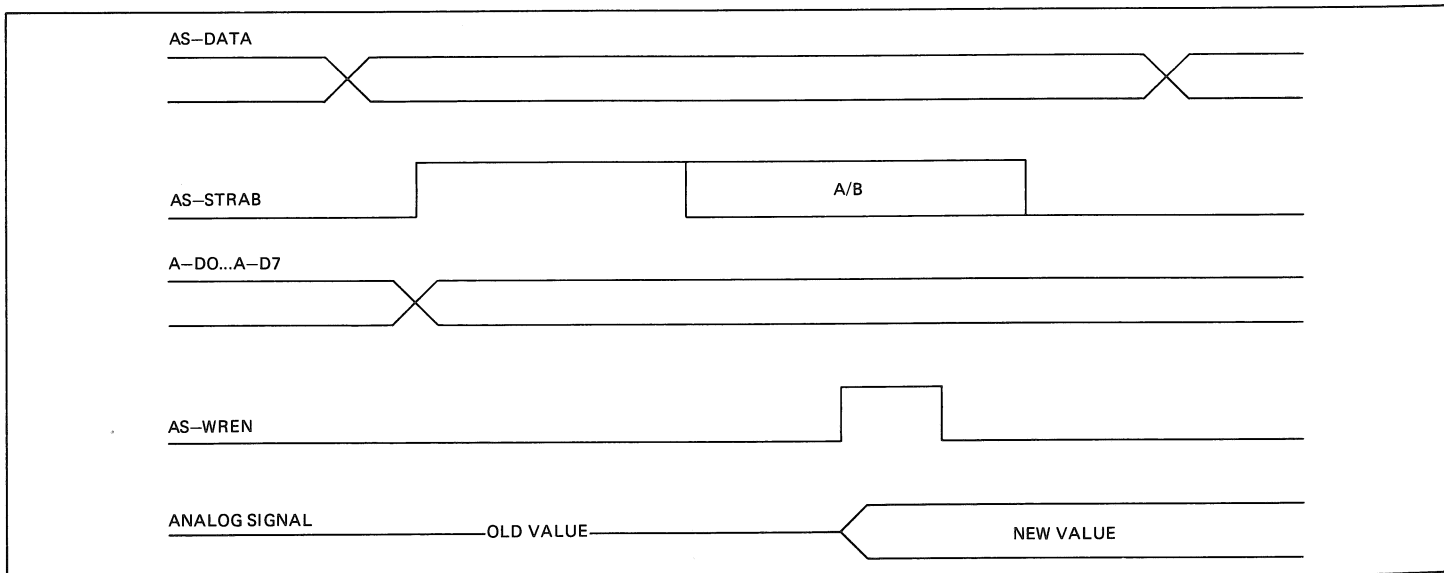 AS–DATA
AS–STRAB
A/B
A–DO...A–D7
AS–WREN
ANALOG SIGNAL
OLD VALUE
NEW VALUE